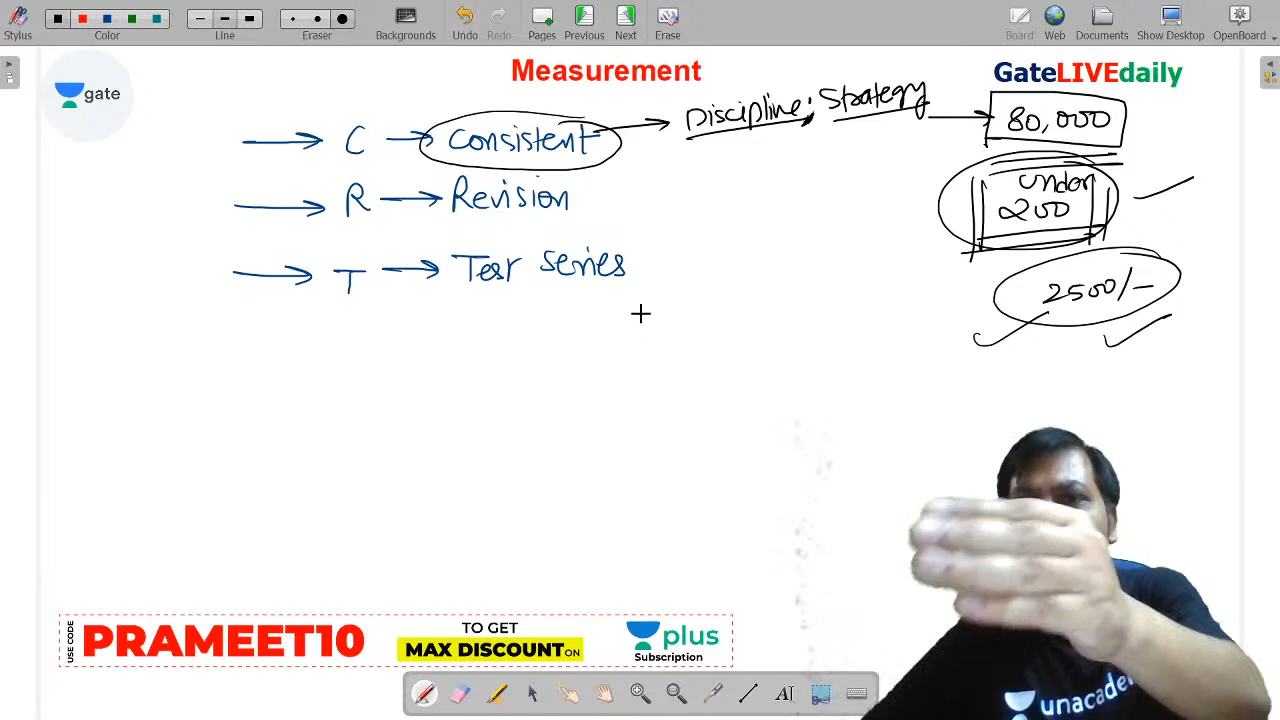 Stylus
Color
Line
Eraser
Backgrounds
Undo
Redo
Pages
Previous
Next
Erase
Board
Web
Documents
Show Desktop
OpenBoard
gate
Measurement
GateLIVEdaily
C → Consistent → Discipline; Strategy → 80,000
under
200
R → Revision
T → Test series
2500/-
USE CODE
PRAMEET10
TO GET
MAX DISCOUNT ON
plus
Subscription
unacade